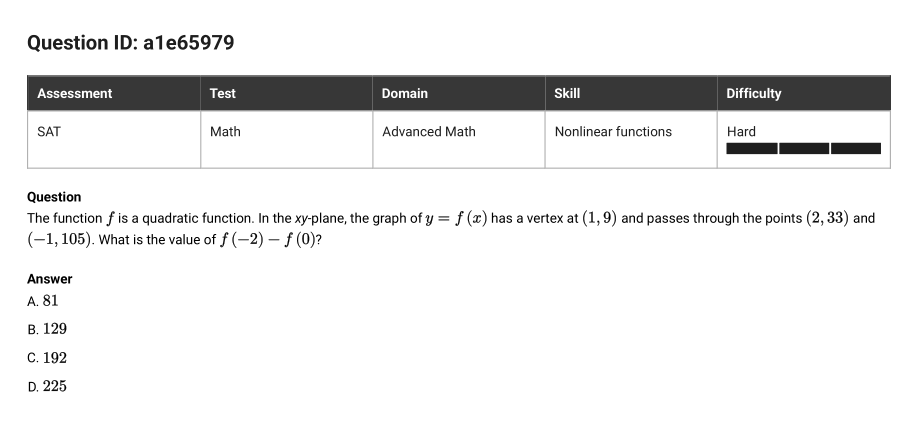 Question ID: a1e65979
Assessment Test Domain Skill Difficulty
SAT Math Advanced Math Nonlinear functions Hard
Question
The function f is a quadratic function. In the xy-plane, the graph of y = f (x) has a vertex at (1, 9) and passes through the points (2, 33) and
(−1, 105). What is the value of f (−2) − f (0)?
Answer
A. 81
B. 129
C. 192
D. 225